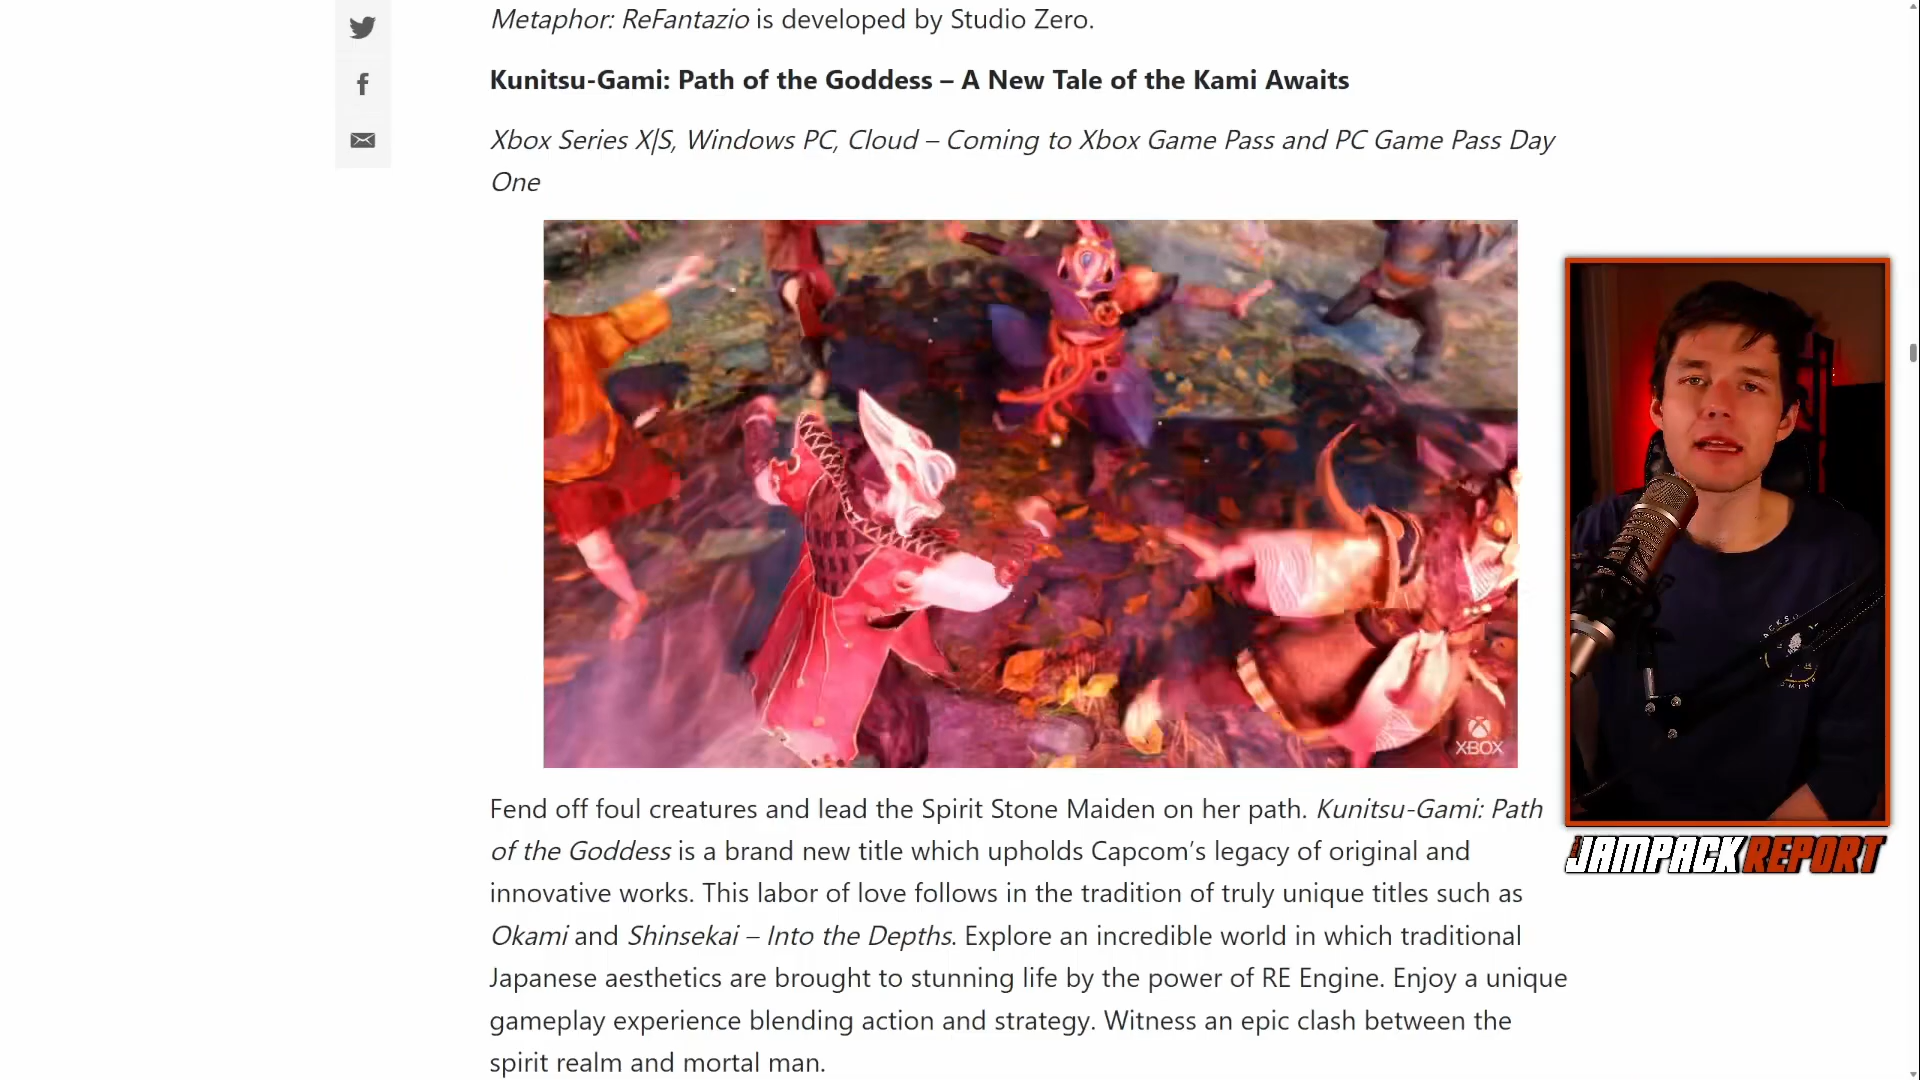 Metaphor: ReFantazio is developed by Studio Zero.
Kunitsu-Gami: Path of the Goddess – A New Tale of the Kami Awaits
Xbox Series X|S, Windows PC, Cloud – Coming to Xbox Game Pass and PC Game Pass Day
One
XBOX
JAMPACK REPORT
Fend off foul creatures and lead the Spirit Stone Maiden on her path. Kunitsu-Gami: Path
of the Goddess is a brand new title which upholds Capcom’s legacy of original and
innovative works. This labor of love follows in the tradition of truly unique titles such as
Okami and Shinsekai – Into the Depths. Explore an incredible world in which traditional
Japanese aesthetics are brought to stunning life by the power of RE Engine. Enjoy a unique
gameplay experience blending action and strategy. Witness an epic clash between the
spirit realm and mortal man.